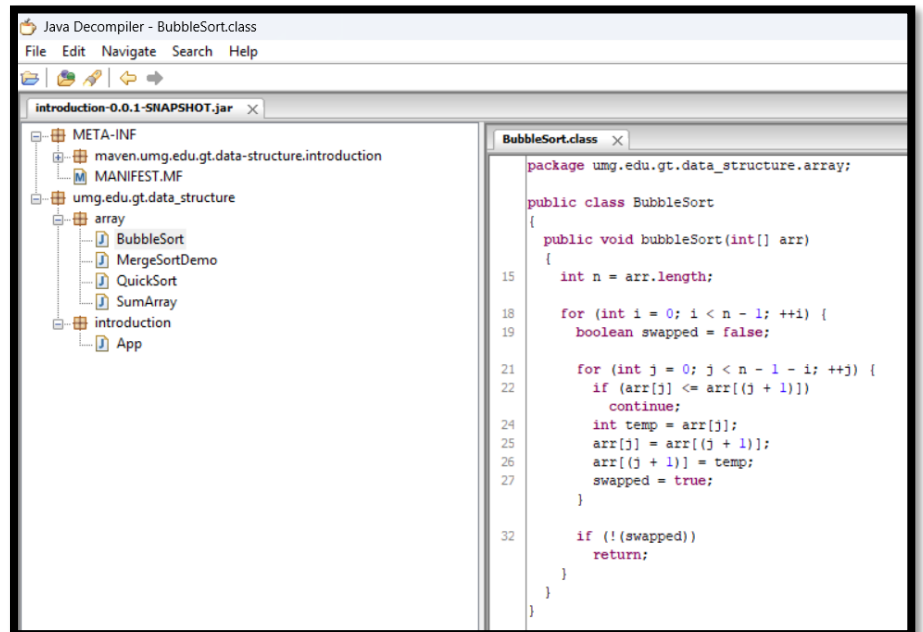 Java Decompiler - BubbleSort.class
File Edit Navigate Search Help
introduction-0.0.1-SNAPSHOT.jar
META-INF
maven.umg.edu.gt.data-structure.introduction
MANIFEST.MF
umg.edu.gt.data_structure
array
BubbleSort
MergeSortDemo
QuickSort
SumArray
introduction
App
BubbleSort.class
package umg.edu.gt.data_structure.array;
public class BubbleSort
{
public void bubbleSort(int[] arr)
{
15 int n = arr.length;
18 for (int i = 0; i < n - 1; ++i) {
19 boolean swapped = false;
21 for (int j = 0; j < n - 1 - i; ++j) {
22 if (arr[j] <= arr[(j + 1)])
continue;
24 int temp = arr[j];
25 arr[j] = arr[(j + 1)];
26 arr[(j + 1)] = temp;
27 swapped = true;
}
32 if (!(swapped))
return;
}
}
}